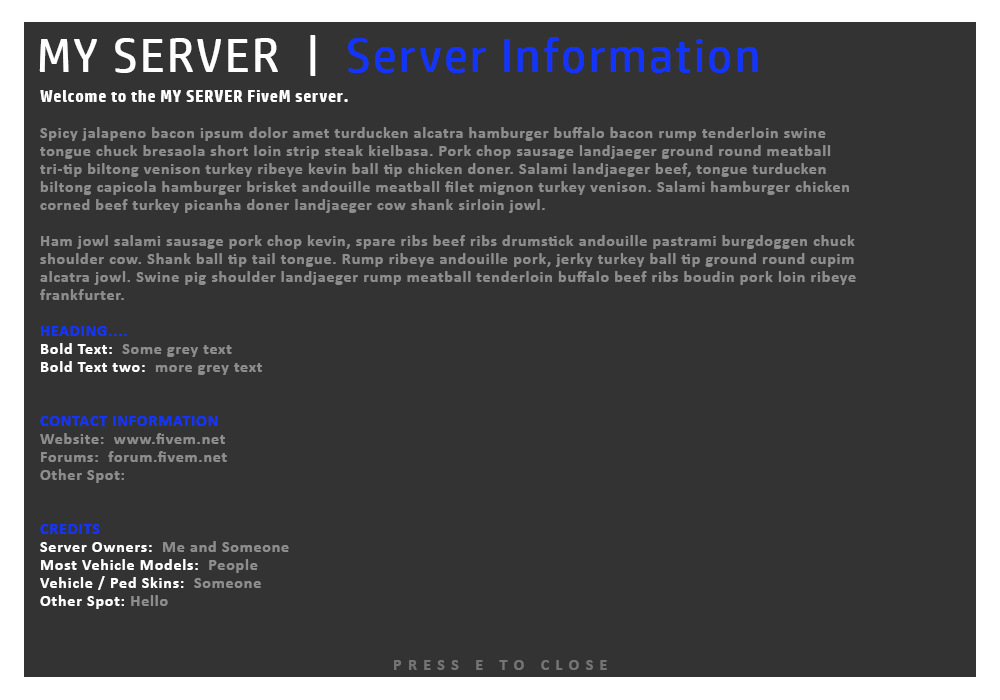 MY SERVER | Server Information
Welcome to the MY SERVER FiveM server.
Spicy jalapeno bacon ipsum dolor amet turducken alcatra hamburger buffalo bacon rump tenderloin swine
tongue chuck bresaola short loin strip steak kielbasa. Pork chop sausage landjaeger ground round meatball
tri-tip biltong venison turkey ribeye kevin ball tip chicken doner. Salami landjaeger beef, tongue turducken
biltong capicola hamburger brisket andouille meatball filet mignon turkey venison. Salami hamburger chicken
corned beef turkey picanha doner landjaeger cow shank sirloin jowl.
Ham jowl salami sausage pork chop kevin, spare ribs beef ribs drumstick andouille pastrami burgdoggen chuck
shoulder cow. Shank ball tip tail tongue. Rump ribeye andouille pork, jerky turkey ball tip ground round cupim
alcatra jowl. Swine pig shoulder landjaeger rump meatball tenderloin buffalo beef ribs boudin pork loin ribeye
frankfurter.
HEADING....
Bold Text: Some grey text
Bold Text two: more grey text
CONTACT INFORMATION
Website: www.fivem.net
Forums: forum.fivem.net
Other Spot:
CREDITS
Server Owners: Me and Someone
Most Vehicle Models: People
Vehicle / Ped Skins: Someone
Other Spot: Hello
PRESS E TO CLOSE